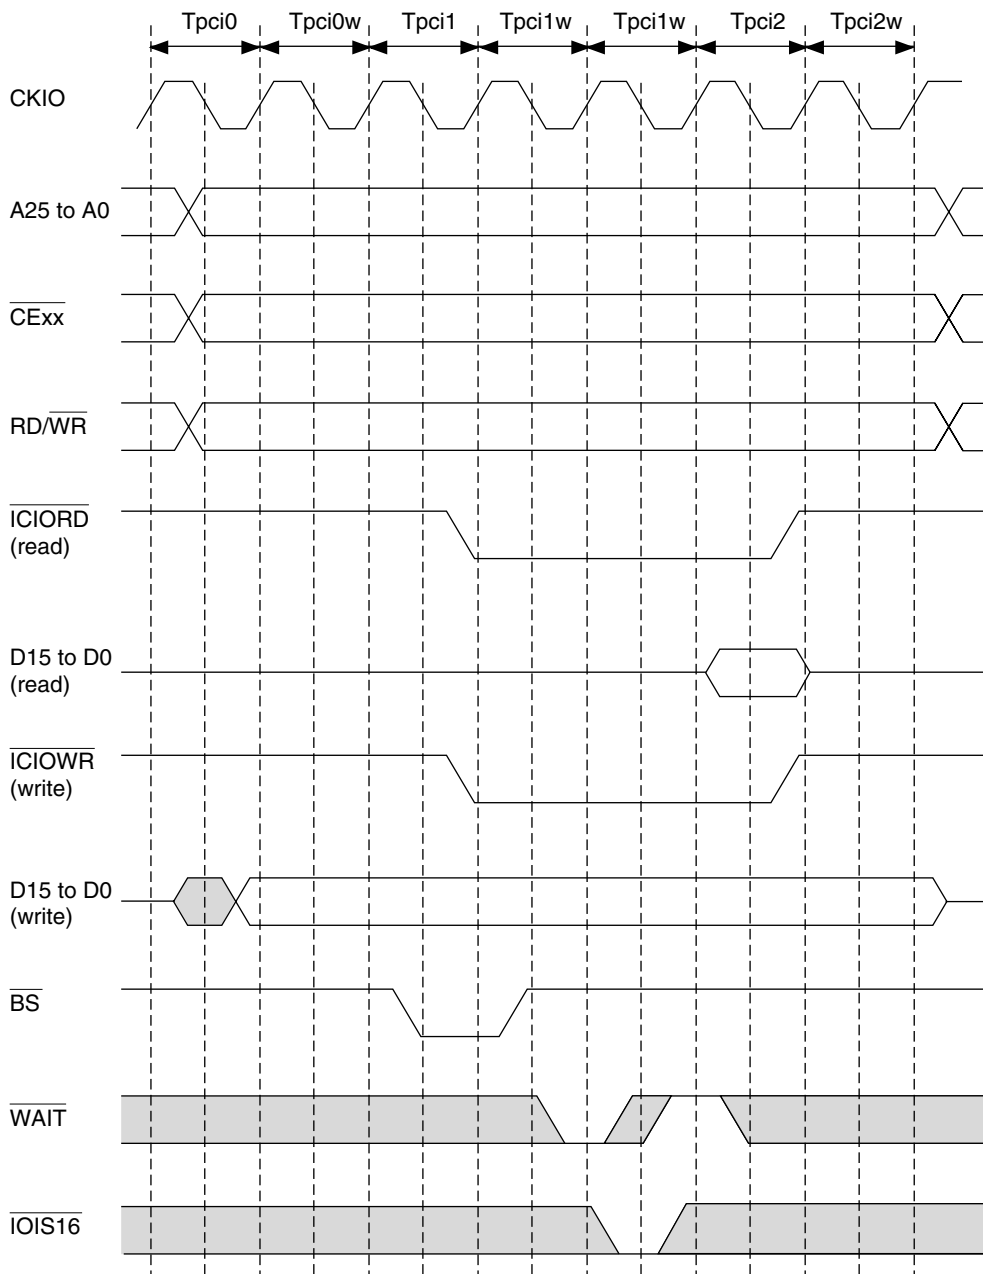 Tpci0 Tpci0w Tpci1 Tpci1w Tpci1w Tpci2 Tpci2w
CKIO
A25 to A0
CExx
RD/WR
ICIORD
(read)
D15 to D0
(read)
ICIOWR
(write)
D15 to D0
(write)
BS
WAIT
IOIS16